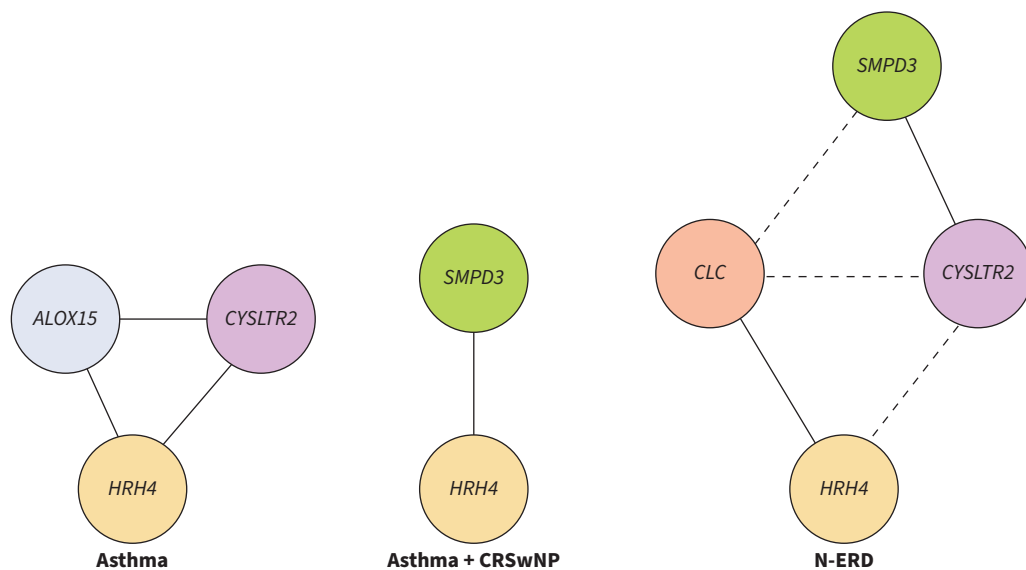 SMPD3
SMPD3
CLC
CYSLTR2
ALOX15
CYSLTR2
HRH4
HRH4
HRH4
Asthma
Asthma + CRSwNP
N-ERD